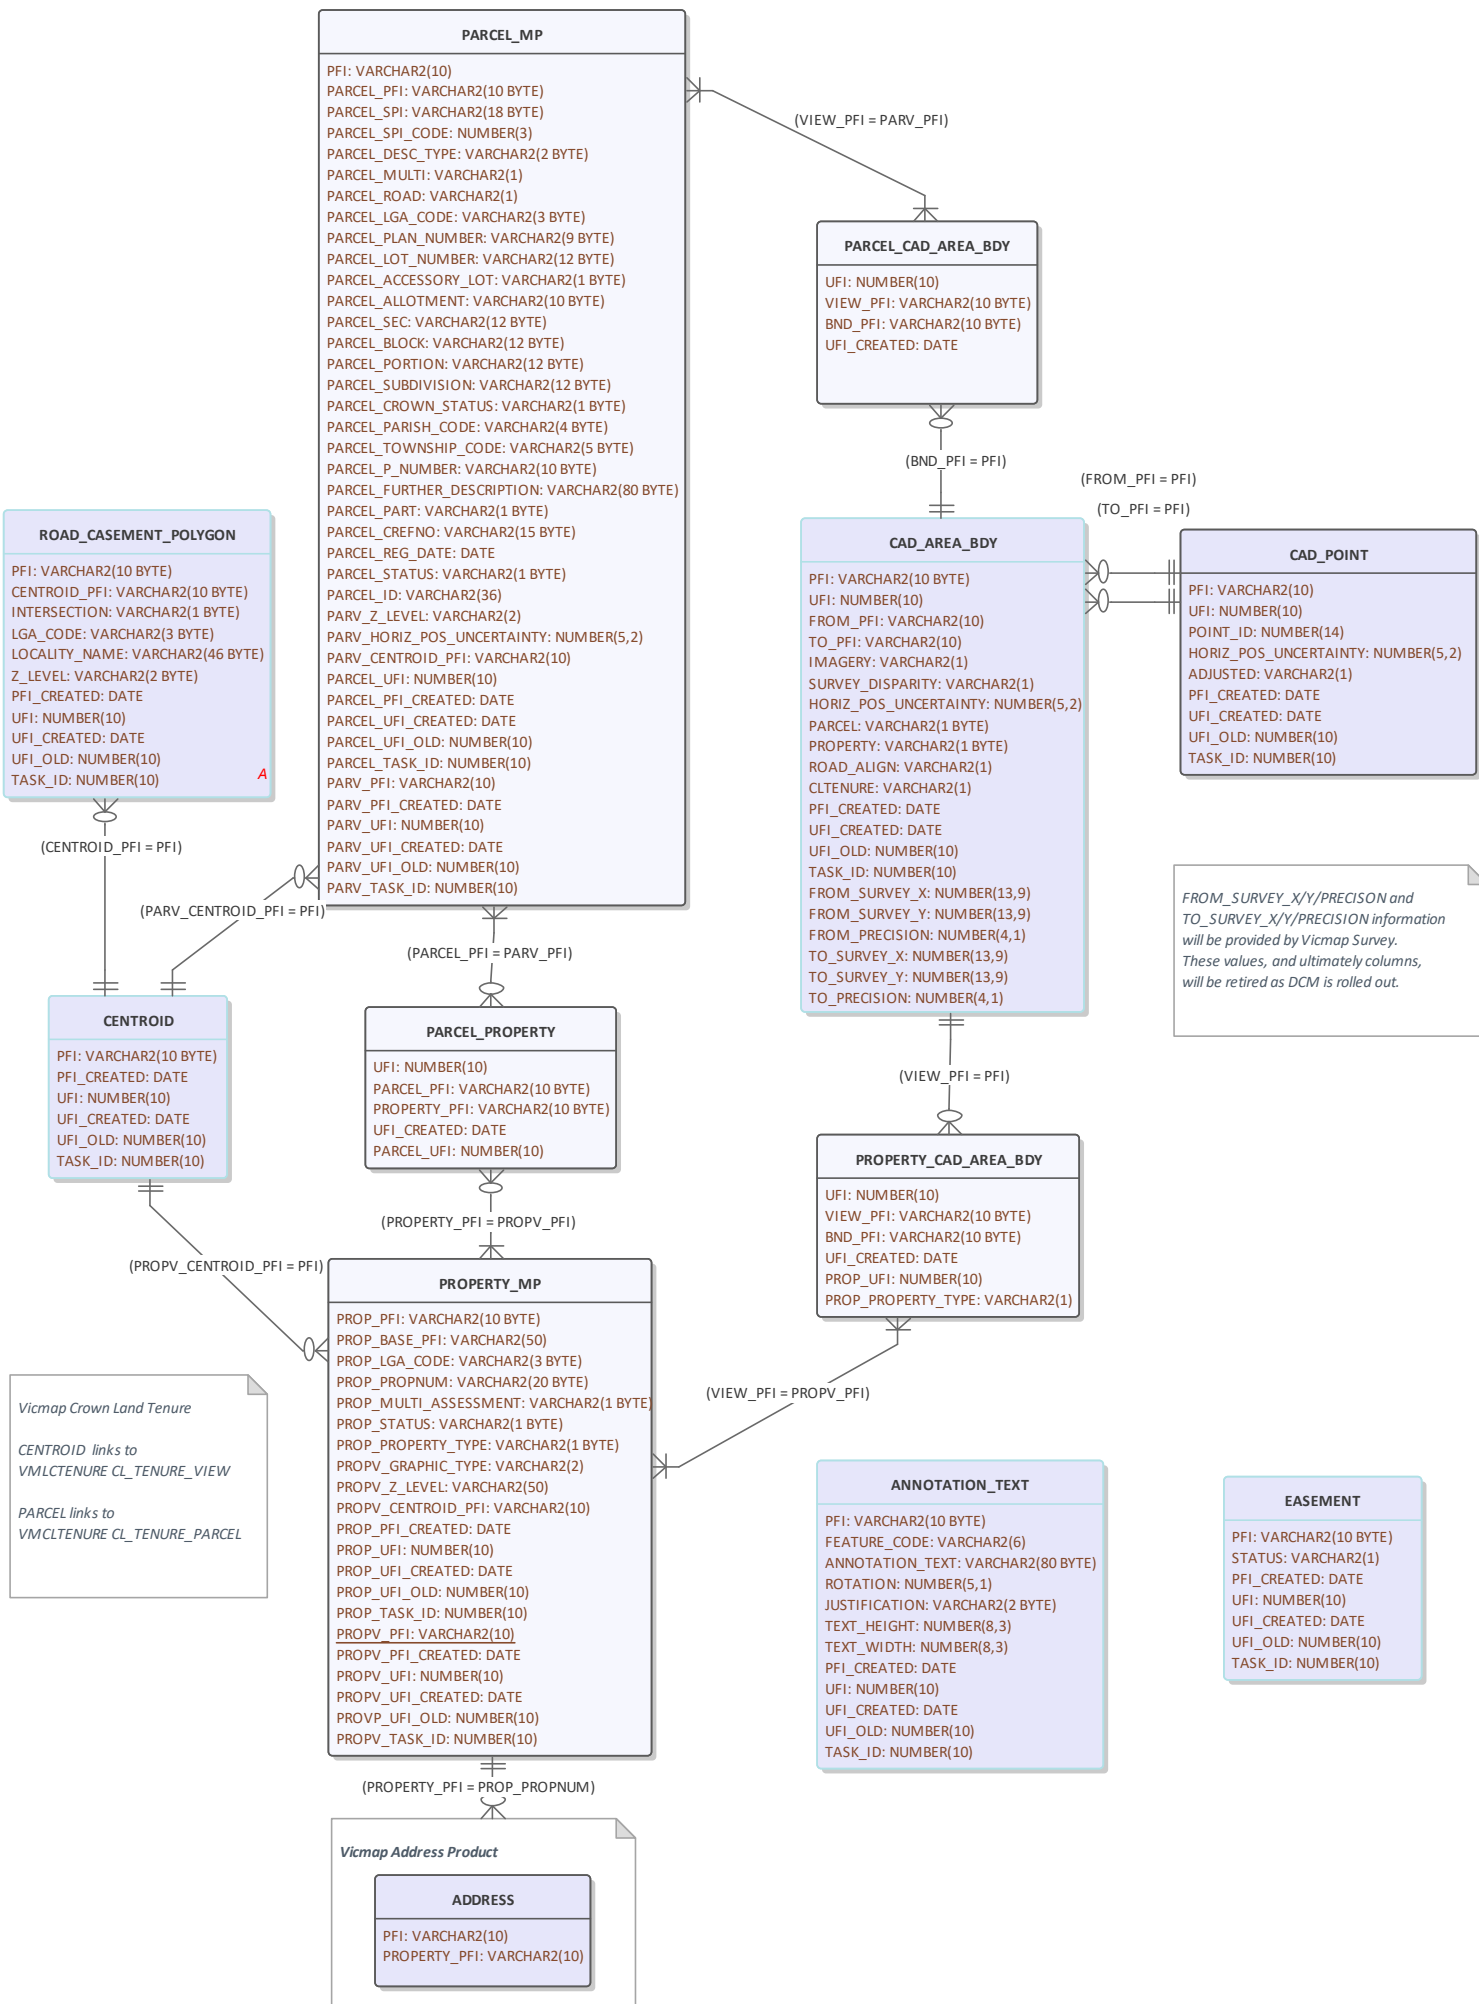 PARCEL_MP
PFI: VARCHAR2(10)
PARCEL_PFI: VARCHAR2(10 BYTE)
PARCEL_SPI: VARCHAR2(18 BYTE)
PARCEL_SPI_CODE: NUMBER(3)
PARCEL_DESC_TYPE: VARCHAR2(2 BYTE)
PARCEL_MULTI: VARCHAR2(1)
PARCEL_ROAD: VARCHAR2(1)
PARCEL_LGA_CODE: VARCHAR2(3 BYTE)
PARCEL_PLAN_NUMBER: VARCHAR2(9 BYTE)
PARCEL_LOT_NUMBER: VARCHAR2(12 BYTE)
PARCEL_ACCESSORY_LOT: VARCHAR2(1 BYTE)
PARCEL_ALLOTMENT: VARCHAR2(10 BYTE)
PARCEL_SEC: VARCHAR2(12 BYTE)
PARCEL_BLOCK: VARCHAR2(12 BYTE)
PARCEL_PORTION: VARCHAR2(12 BYTE)
PARCEL_SUBDIVISION: VARCHAR2(12 BYTE)
PARCEL_CROWN_STATUS: VARCHAR2(1 BYTE)
PARCEL_PARISH_CODE: VARCHAR2(4 BYTE)
PARCEL_TOWNSHIP_CODE: VARCHAR2(5 BYTE)
PARCEL_P_NUMBER: VARCHAR2(10 BYTE)
PARCEL_FURTHER_DESCRIPTION: VARCHAR2(80 BYTE)
PARCEL_PART: VARCHAR2(1 BYTE)
PARCEL_CREFNO: VARCHAR2(15 BYTE)
PARCEL_REG_DATE: DATE
PARCEL_STATUS: VARCHAR2(1 BYTE)
PARCEL_ID: VARCHAR2(36)
PARV_Z_LEVEL: VARCHAR2(2)
PARV_HORIZ_POS_UNCERTAINTY: NUMBER(5,2)
PARV_CENTROID_PFI: VARCHAR2(10)
PARCEL_UFI: NUMBER(10)
PARCEL_PFI_CREATED: DATE
PARCEL_UFI_CREATED: DATE
PARCEL_UFI_OLD: NUMBER(10)
PARCEL_TASK_ID: NUMBER(10)
PARV_PFI: VARCHAR2(10)
PARV_PFI_CREATED: DATE
PARV_UFI: NUMBER(10)
PARV_UFI_CREATED: DATE
PARV_UFI_OLD: NUMBER(10)
PARV_TASK_ID: NUMBER(10)
(VIEW_PFI = PARV_PFI)
PARCEL_CAD_AREA_BDY
UFI: NUMBER(10)
VIEW_PFI: VARCHAR2(10 BYTE)
BND_PFI: VARCHAR2(10 BYTE)
UFI_CREATED: DATE
(BND_PFI = PFI)
(FROM_PFI = PFI)
(TO_PFI = PFI)
ROAD_CASEMENT_POLYGON
PFI: VARCHAR2(10 BYTE)
CENTROID_PFI: VARCHAR2(10 BYTE)
INTERSECTION: VARCHAR2(1 BYTE)
LGA_CODE: VARCHAR2(3 BYTE)
LOCALITY_NAME: VARCHAR2(46 BYTE)
Z_LEVEL: VARCHAR2(2 BYTE)
PFI_CREATED: DATE
UFI: NUMBER(10)
UFI_CREATED: DATE
UFI_OLD: NUMBER(10)
TASK_ID: NUMBER(10)
A
CAD_AREA_BDY
PFI: VARCHAR2(10 BYTE)
UFI: NUMBER(10)
FROM_PFI: VARCHAR2(10)
TO_PFI: VARCHAR2(10)
IMAGERY: VARCHAR2(1)
SURVEY_DISPARITY: VARCHAR2(1)
HORIZ_POS_UNCERTAINTY: NUMBER(5,2)
PARCEL: VARCHAR2(1 BYTE)
PROPERTY: VARCHAR2(1 BYTE)
ROAD_ALIGN: VARCHAR2(1)
CLTENURE: VARCHAR2(1)
PFI_CREATED: DATE
UFI_CREATED: DATE
UFI_OLD: NUMBER(10)
TASK_ID: NUMBER(10)
FROM_SURVEY_X: NUMBER(13,9)
FROM_SURVEY_Y: NUMBER(13,9)
FROM_PRECISION: NUMBER(4,1)
TO_SURVEY_X: NUMBER(13,9)
TO_SURVEY_Y: NUMBER(13,9)
TO_PRECISION: NUMBER(4,1)
CAD_POINT
PFI: VARCHAR2(10)
UFI: NUMBER(10)
POINT_ID: NUMBER(14)
HORIZ_POS_UNCERTAINTY: NUMBER(5,2)
ADJUSTED: VARCHAR2(1)
PFI_CREATED: DATE
UFI_CREATED: DATE
UFI_OLD: NUMBER(10)
TASK_ID: NUMBER(10)
(CENTROID_PFI = PFI)
(PARV_CENTROID_PFI = PFI)
(PARCEL_PFI = PARV_PFI)
FROM_SURVEY_X/Y/PRECISON and
TO_SURVEY_X/Y/PRECISION information
will be provided by Vicmap Survey.
These values, and ultimately columns,
will be retired as DCM is rolled out.
CENTROID
PFI: VARCHAR2(10 BYTE)
PFI_CREATED: DATE
UFI: NUMBER(10)
UFI_CREATED: DATE
UFI_OLD: NUMBER(10)
TASK_ID: NUMBER(10)
PARCEL_PROPERTY
UFI: NUMBER(10)
PARCEL_PFI: VARCHAR2(10 BYTE)
PROPERTY_PFI: VARCHAR2(10 BYTE)
UFI_CREATED: DATE
PARCEL_UFI: NUMBER(10)
(VIEW_PFI = PFI)
PROPERTY_CAD_AREA_BDY
UFI: NUMBER(10)
VIEW_PFI: VARCHAR2(10 BYTE)
BND_PFI: VARCHAR2(10 BYTE)
UFI_CREATED: DATE
PROP_UFI: NUMBER(10)
PROP_PROPERTY_TYPE: VARCHAR2(1)
(PROPERTY_PFI = PROPV_PFI)
(PROPV_CENTROID_PFI = PFI)
PROPERTY_MP
PROP_PFI: VARCHAR2(10 BYTE)
PROP_BASE_PFI: VARCHAR2(50)
PROP_LGA_CODE: VARCHAR2(3 BYTE)
PROP_PROPNUM: VARCHAR2(20 BYTE)
PROP_MULTI_ASSESSMENT: VARCHAR2(1 BYTE)
PROP_STATUS: VARCHAR2(1 BYTE)
PROP_PROPERTY_TYPE: VARCHAR2(1 BYTE)
PROPV_GRAPHIC_TYPE: VARCHAR2(2)
PROPV_Z_LEVEL: VARCHAR2(50)
PROPV_CENTROID_PFI: VARCHAR2(10)
PROP_PFI_CREATED: DATE
PROP_UFI: NUMBER(10)
PROP_UFI_CREATED: DATE
PROP_UFI_OLD: NUMBER(10)
PROP_TASK_ID: NUMBER(10)
PROPV_PFI: VARCHAR2(10)
PROPV_PFI_CREATED: DATE
PROPV_UFI: NUMBER(10)
PROPV_UFI_CREATED: DATE
PROVP_UFI_OLD: NUMBER(10)
PROPV_TASK_ID: NUMBER(10)
(VIEW_PFI = PROPV_PFI)
Vicmap Crown Land Tenure
CENTROID links to
VMLCTENURE CL_TENURE_VIEW
PARCEL links to
VMCLTENURE CL_TENURE_PARCEL
ANNOTATION_TEXT
PFI: VARCHAR2(10 BYTE)
FEATURE_CODE: VARCHAR2(6)
ANNOTATION_TEXT: VARCHAR2(80 BYTE)
ROTATION: NUMBER(5,1)
JUSTIFICATION: VARCHAR2(2 BYTE)
TEXT_HEIGHT: NUMBER(8,3)
TEXT_WIDTH: NUMBER(8,3)
PFI_CREATED: DATE
UFI: NUMBER(10)
UFI_CREATED: DATE
UFI_OLD: NUMBER(10)
TASK_ID: NUMBER(10)
EASEMENT
PFI: VARCHAR2(10 BYTE)
STATUS: VARCHAR2(1)
PFI_CREATED: DATE
UFI: NUMBER(10)
UFI_CREATED: DATE
UFI_OLD: NUMBER(10)
TASK_ID: NUMBER(10)
(PROPERTY_PFI = PROP_PROPNUM)
Vicmap Address Product
ADDRESS
PFI: VARCHAR2(10)
PROPERTY_PFI: VARCHAR2(10)